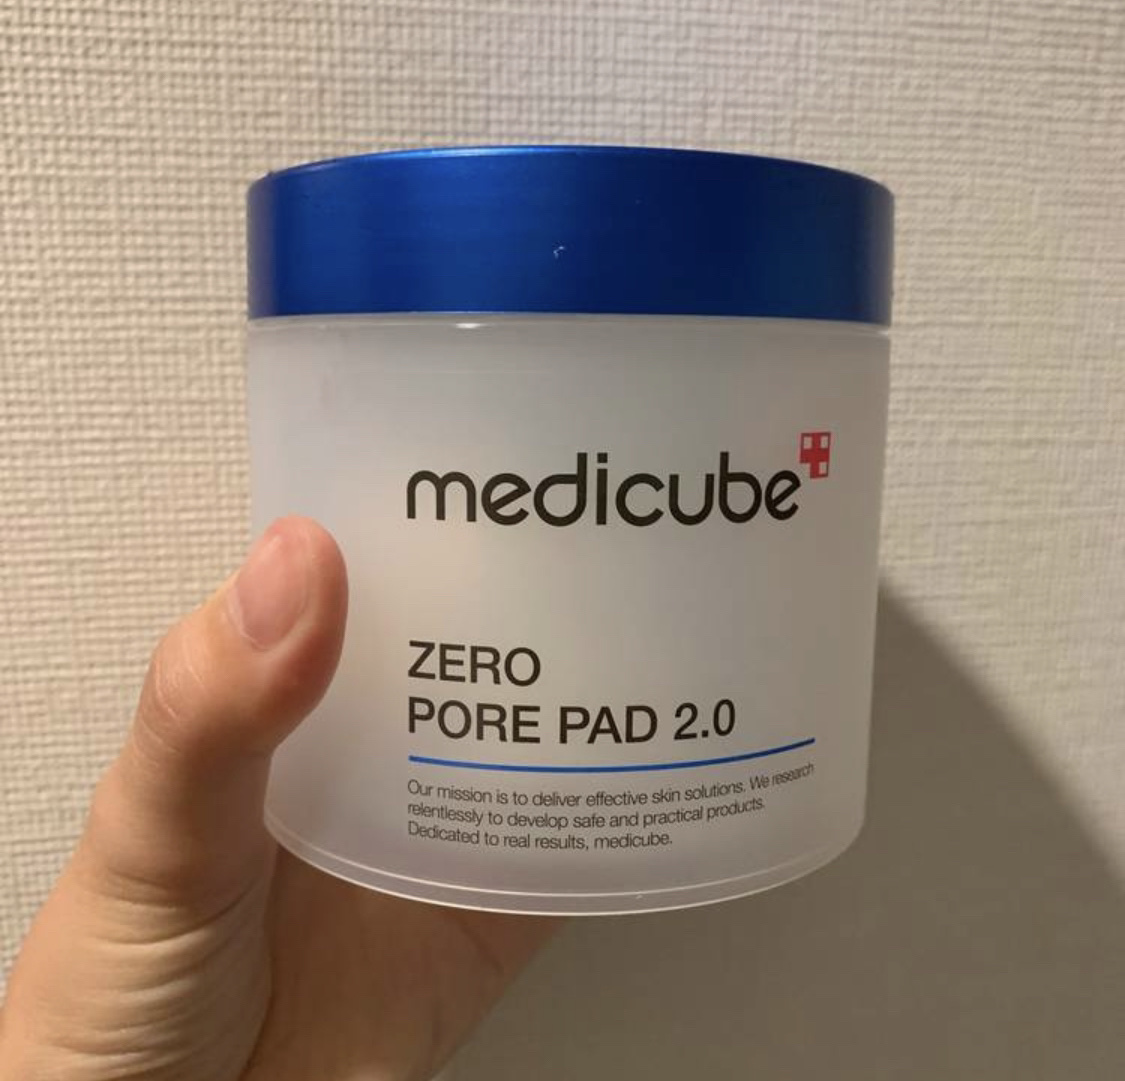 medicube
ZERO
PORE PAD 2.0
Our mission is to deliver effective skin solutions. We research
relentlessly to develop safe and practical products.
Dedicated to real results, medicube.